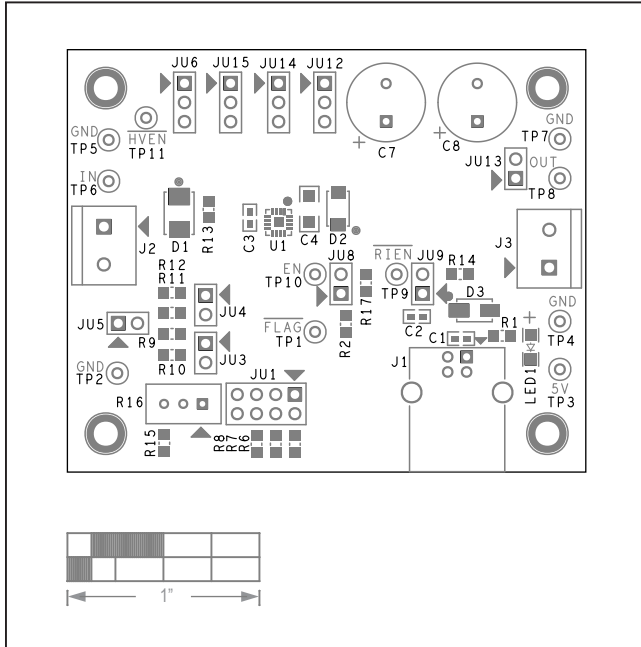 JU6 JU15 JU14 JU12
GND
TP5
HVEN
TP11
C7
C8
GND
TP7
JU13
OUT
TP8
IN
TP6
J2
D1
R13
C3
U1
C4
D2
RIEN
TP9
JU9
R14
J3
EN
TP10
JU8
R17
D3
R12
R11
JU4
JU5
R9
R10
JU3
FLAG
TP1
R2
C2
C1
R1
GND
TP4
LED1
J1
5V
TP3
GND
TP2
JU1
R16
R15
R8
R7
R6
1"